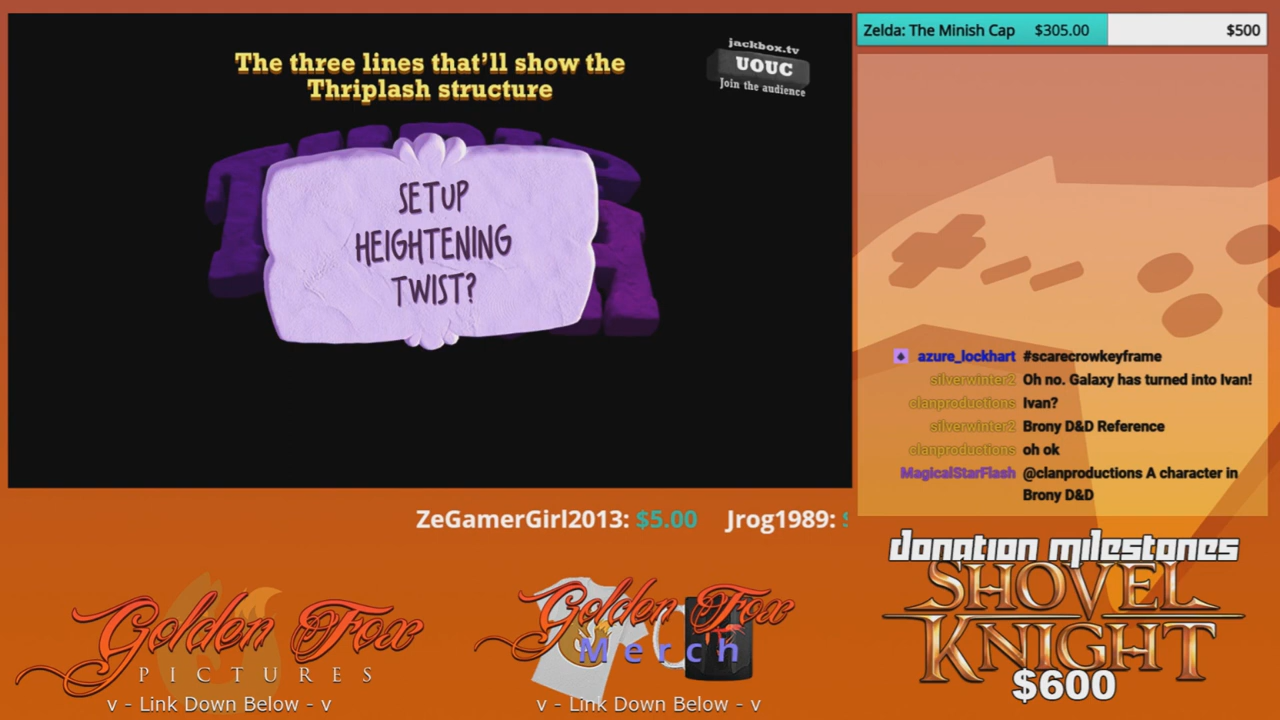 The three lines that'll show the
Thriplash structure
jackbox.tv
UOUC
Join the audience
SETUP
HEIGHTENING
TWIST?
Zelda: The Minish Cap $305.00 $500
azure_lockhart #scarecrowkeyframe
silverwinter2 Oh no. Galaxy has turned into Ivan!
clanproductions Ivan?
silverwinter2 Brony D&D Reference
clanproductions oh ok
MagicalStarFlash @clanproductions A character in
Brony D&D
ZeGamerGirl2013: $5.00 Jrog1989:
Golden Fox
PICTURES
v - Link Down Below - v
Golden Fox
Merch
v - Link Down Below - v
Donation Milestones
SHOVEL
KNIGHT
$600